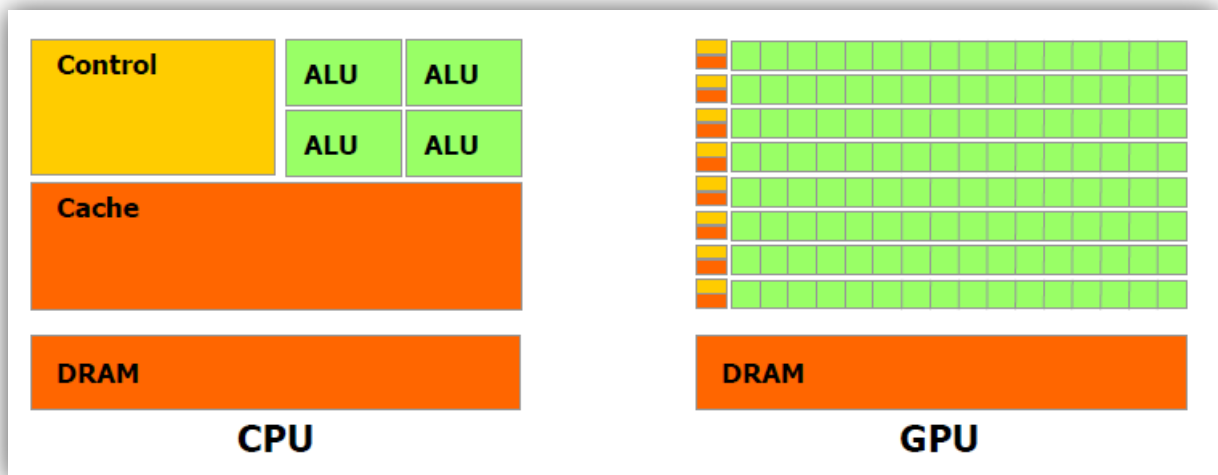 Control
ALU ALU
ALU ALU
Cache
DRAM
CPU
DRAM
GPU